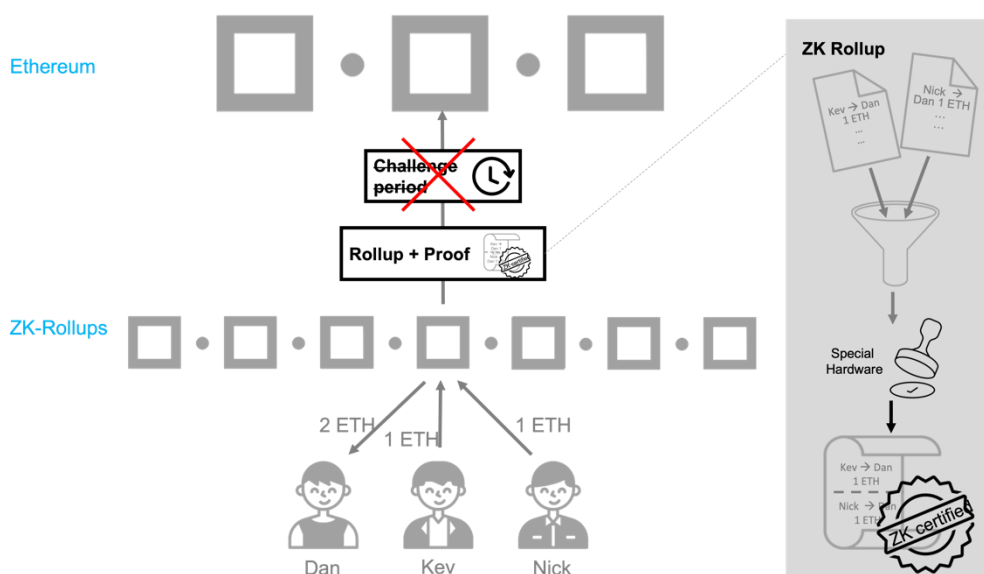 Ethereum
Challenge
period
Rollup + Proof
ZK certified
ZK-Rollups
2 ETH
1 ETH
1 ETH
Dan
Kev
Nick
ZK Rollup
Kev → Dan
1 ETH
...
...
Nick →
Dan 1 ETH
...
...
Special
Hardware
Kev → Dan
1 ETH
Nick → Dan
1 ETH
ZK certified